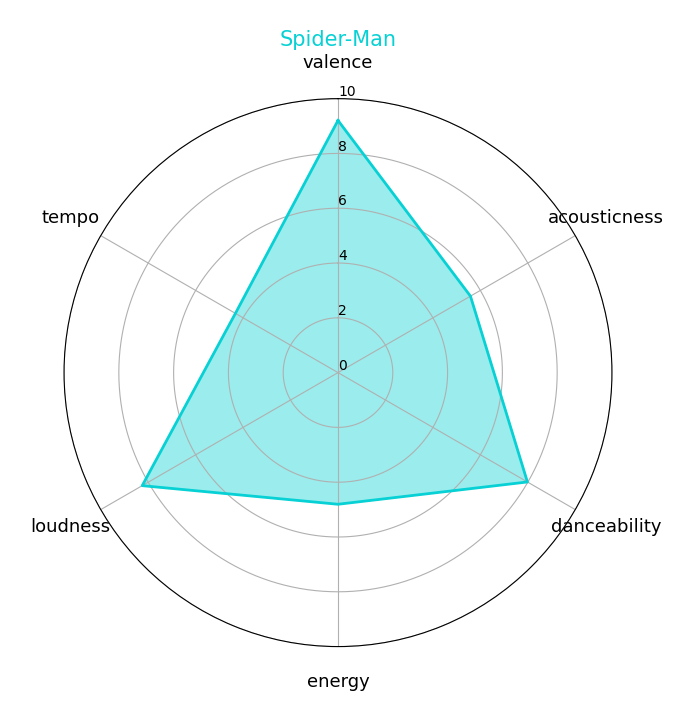 Spider-Man
valence
10
8
tempo
6
acousticness
4
2
0
loudness
danceability
energy